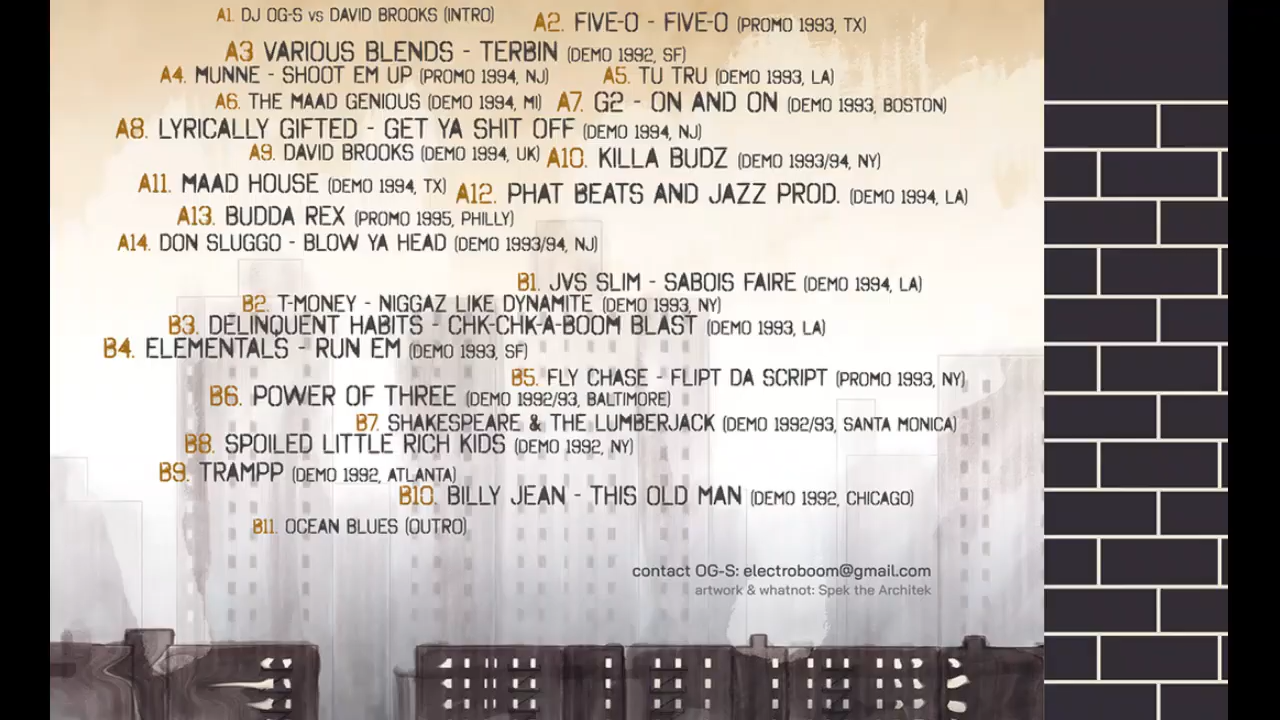 A1. DJ OG-S vs DAVID BROOKS (INTRO)
A2. FIVE-O - FIVE-O (PROMO 1993, TX)
A3 VARIOUS BLENDS - TERBIN (DEMO 1992, SF)
A4. MUNNE - SHOOT EM UP (PROMO 1994, NJ)
A5. TU TRU (DEMO 1993, LA)
A6. THE MAAD GENIOUS (DEMO 1994, MI)
A7. G2 - ON AND ON (DEMO 1993, BOSTON)
A8. LYRICALLY GIFTED - GET YA SHIT OFF (DEMO 1994, NJ)
A9. DAVID BROOKS (DEMO 1994, UK)
A10. KILLA BUDZ (DEMO 1993/94, NY)
A11. MAAD HOUSE (DEMO 1994, TX)
A12. PHAT BEATS AND JAZZ PROD. (DEMO 1994, LA)
A13. BUDDA REX (PROMO 1995, PHILLY)
A14. DON SLUGGO - BLOW YA HEAD (DEMO 1993/94, NJ)
B1. JVS SLIM - SABOIS FAIRE (DEMO 1994, LA)
B2. T-MONEY - NIGGAZ LIKE DYNAMITE (DEMO 1993, NY)
B3. DELINQUENT HABITS - CHK-CHK-A-BOOM BLAST (DEMO 1993, LA)
B4. ELEMENTALS - RUN EM (DEMO 1993, SF)
B5. FLY CHASE - FLIPT DA SCRIPT (PROMO 1993, NY)
B6. POWER OF THREE (DEMO 1992/93, BALTIMORE)
B7. SHAKESPEARE & THE LUMBERJACK (DEMO 1992/93, SANTA MONICA)
B8. SPOILED LITTLE RICH KIDS (DEMO 1992, NY)
B9. TRAMPP (DEMO 1992, ATLANTA)
B10. BILLY JEAN - THIS OLD MAN (DEMO 1992, CHICAGO)
B11. OCEAN BLUES (OUTRO)
contact OG-S: electroboom@gmail.com
artwork & whatnot: Spek the Architek